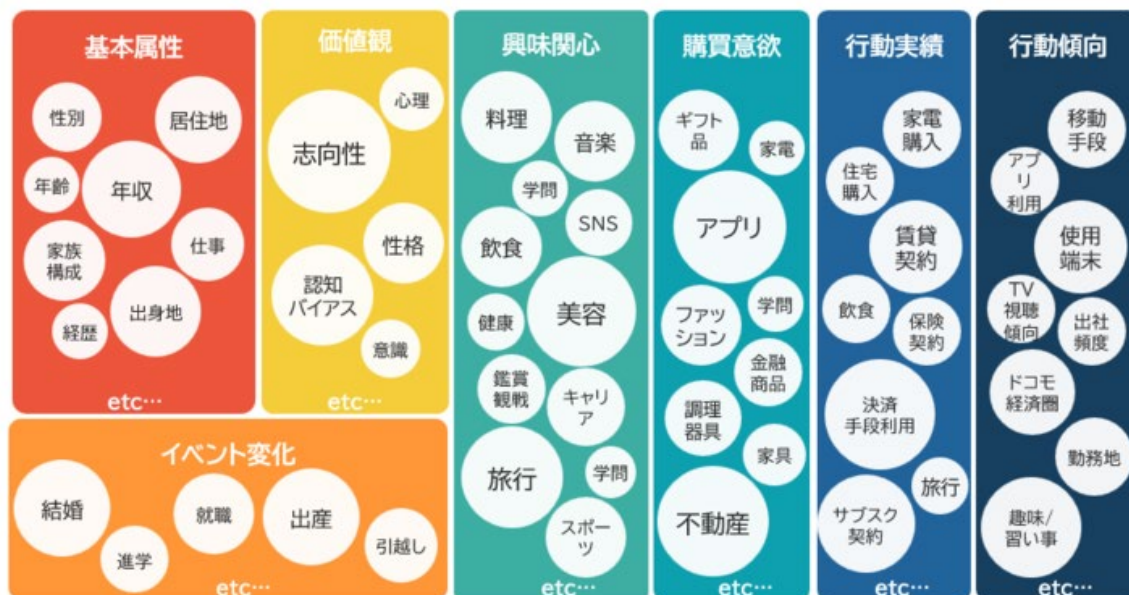 基本属性
性別
居住地
年齢
年収
家族
構成
仕事
出身地
経歴
etc…
価値観
心理
志向性
性格
認知
バイアス
意識
etc…
イベント変化
結婚
進学
就職
出産
引越し
etc…
興味関心
料理
音楽
学問
SNS
飲食
美容
健康
鑑賞
観戦
キャリ
ア
旅行
学問
スポー
ツ
etc…
購買意欲
ギフト
品
家電
アプリ
ファッ
ション
学問
金融
商品
調理
器具
家具
不動産
etc…
行動実績
家電
購入
住宅
購入
賃貸
契約
飲食
保険
契約
決済
手段利用
旅行
サブスク
契約
etc…
行動傾向
移動
手段
アプ
リ
利用
使用
端末
TV
視聴
傾向
出社
頻度
ドコモ
経済圏
勤務地
趣味/
習い事
etc…